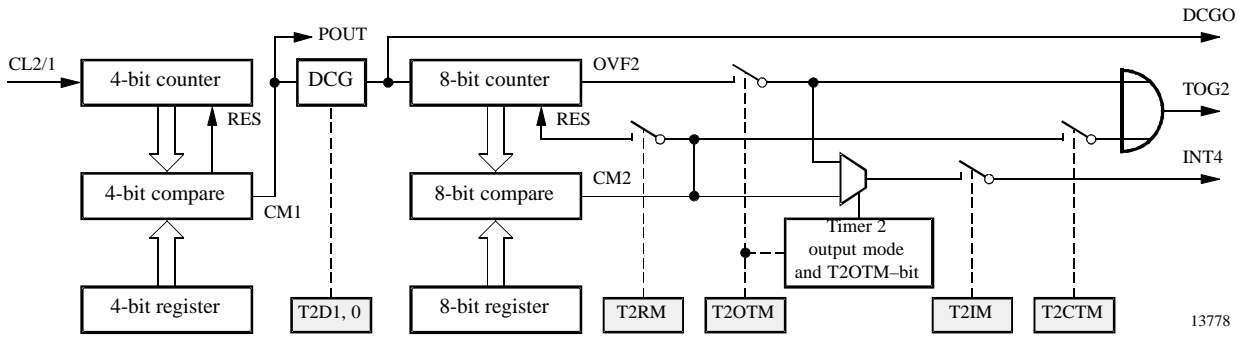 DCGO
POUT
CL2/1
4-bit counter
DCG
8-bit counter
OVF2
TOG2
RES
RES
INT4
4-bit compare
CM1
8-bit compare
CM2
Timer 2
output mode
and T2OTM–bit
4-bit register
T2D1, 0
8-bit register
T2RM
T2OTM
T2IM
T2CTM
13778